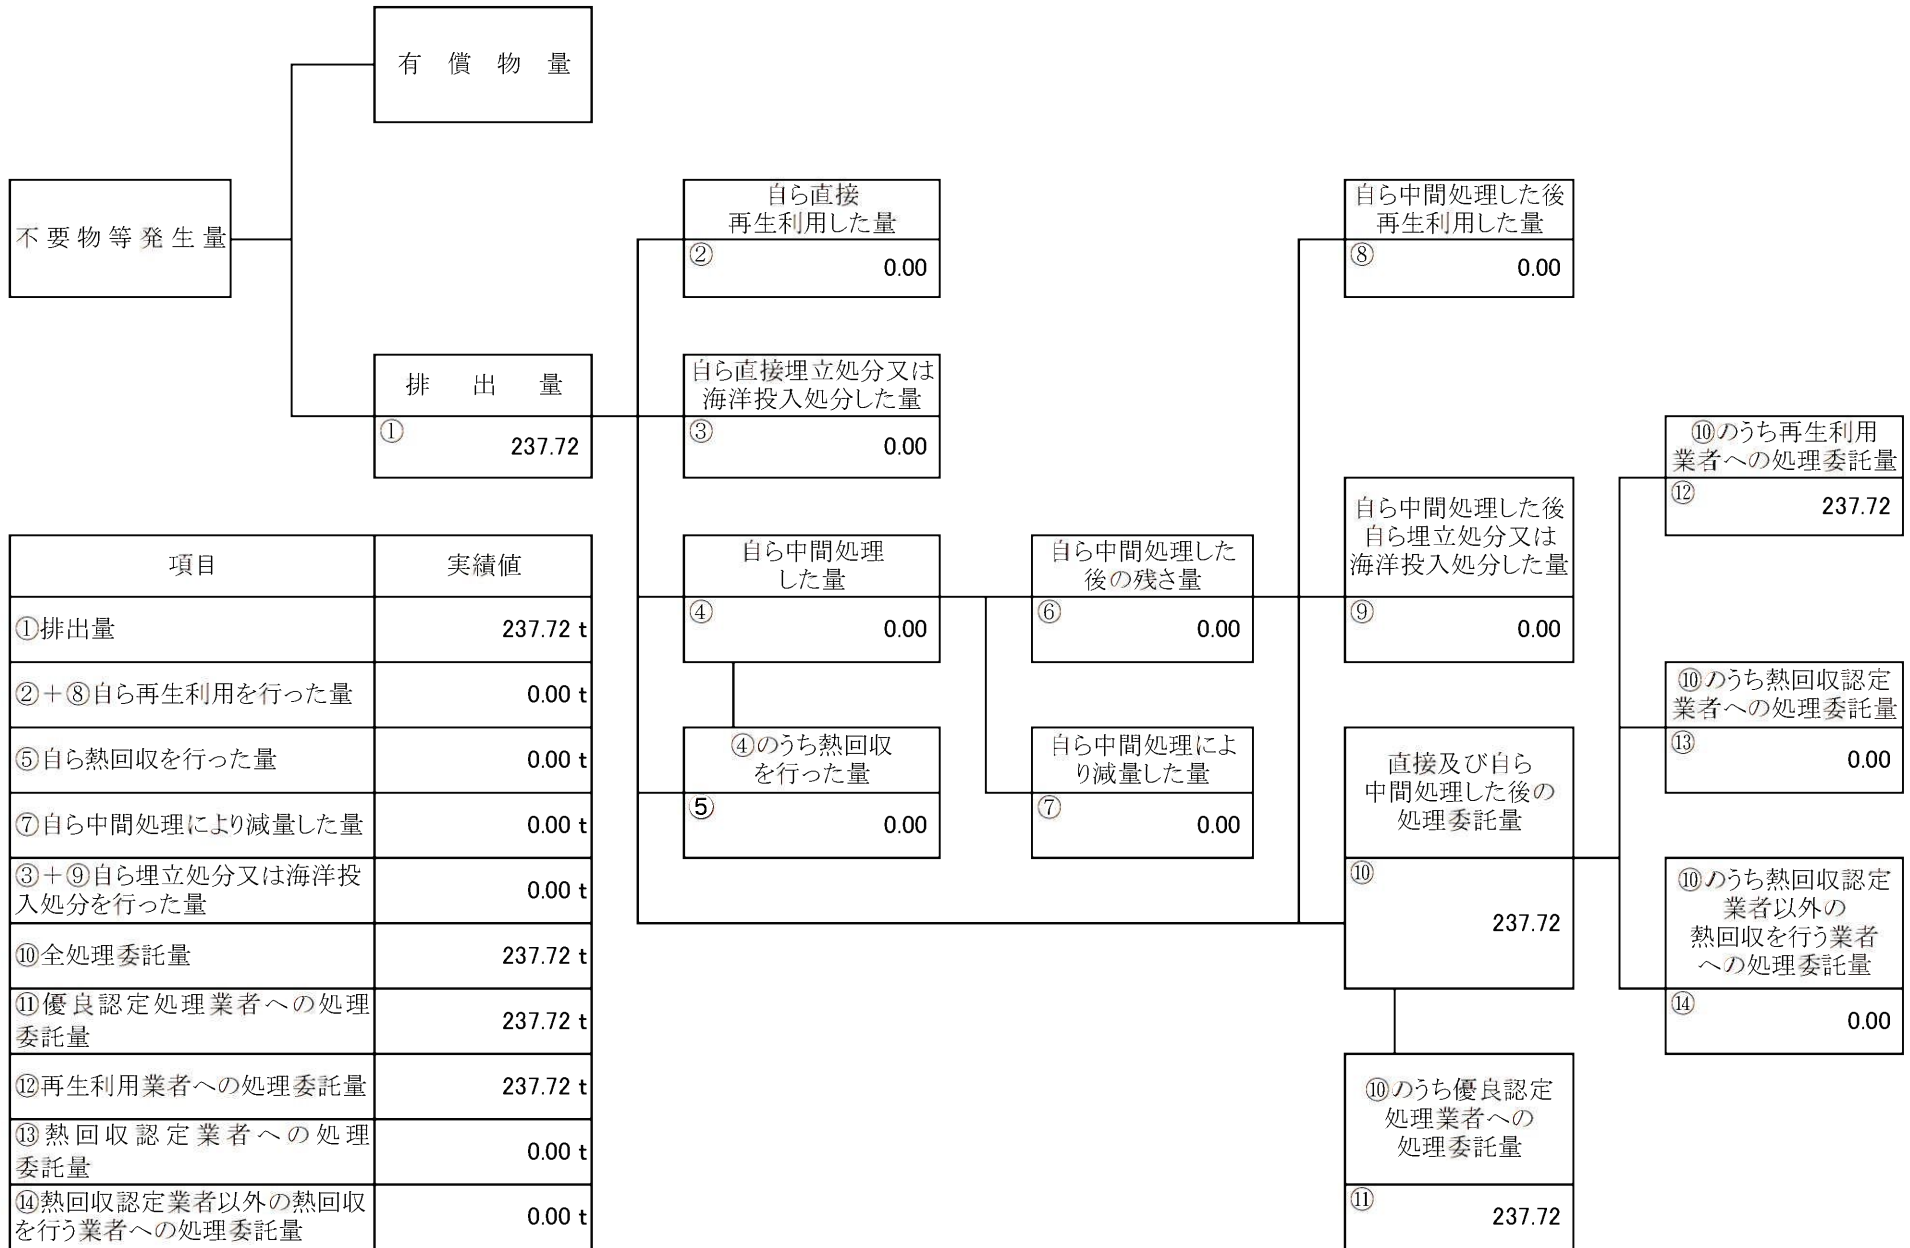 有償物量
不要物等発生量
排出量
①
237.72
自ら直接
再生利用した量
②
0.00
自ら直接埋立処分又は
海洋投入処分した量
③
0.00
自ら中間処理
した量
④
0.00
④のうち熱回収
を行った量
⑤
0.00
自ら中間処理した
後の残さ量
⑥
0.00
自ら中間処理によ
り減量した量
⑦
0.00
自ら中間処理した後
再生利用した量
⑧
0.00
自ら中間処理した後
自ら埋立処分又は
海洋投入処分した量
⑨
0.00
直接及び自ら
中間処理した後の
処理委託量
⑩
237.72
⑩のうち優良認定
処理業者への
処理委託量
⑪
237.72
⑩のうち再生利用
業者への処理委託量
⑫
237.72
⑩のうち熱回収認定
業者への処理委託量
⑬
0.00
⑩のうち熱回収認定
業者以外の
熱回収を行う業者
への処理委託量
⑭
0.00
項目 実績値
①排出量 237.72 t
②+⑧自ら再生利用を行った量 0.00 t
⑤自ら熱回収を行った量 0.00 t
⑦自ら中間処理により減量した量 0.00 t
③+⑨自ら埋立処分又は海洋投
入処分を行った量 0.00 t
⑩全処理委託量 237.72 t
⑪優良認定処理業者への処理
委託量 237.72 t
⑫再生利用業者への処理委託量 237.72 t
⑬熱回収認定業者への処理
委託量 0.00 t
⑭熱回収認定業者以外の熱回収
を行う業者への処理委託量 0.00 t